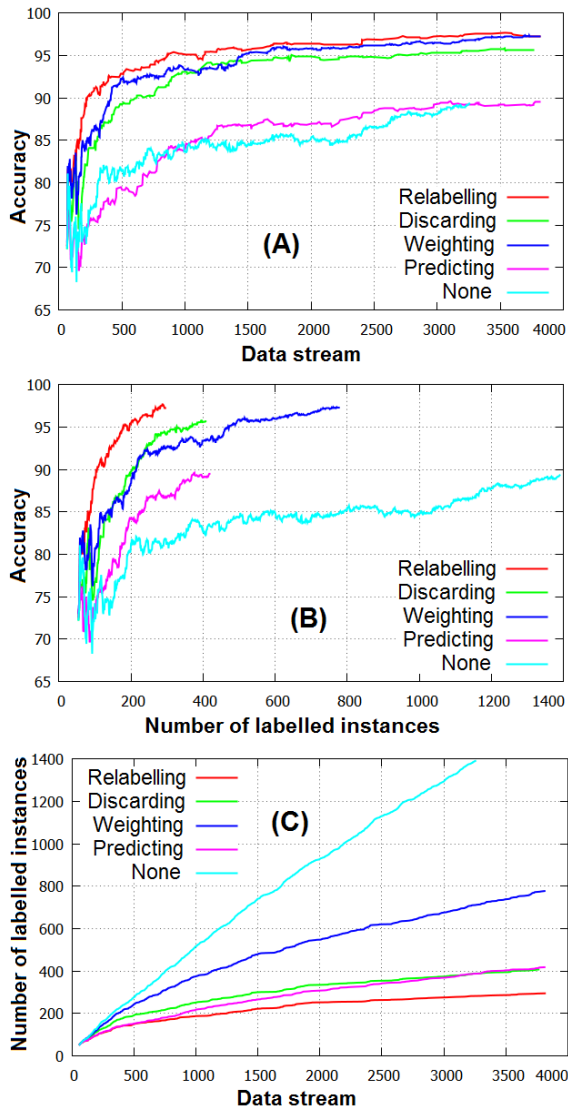 100
95
90
85
80
75
70
65
Accuracy
Relabelling
Discarding
Weighting
Predicting
None
(A)
0 500 1000 1500 2000 2500 3000 3500 4000
Data stream
100
95
90
85
80
75
70
65
Accuracy
Relabelling
Discarding
Weighting
Predicting
None
(B)
0 200 400 600 800 1000 1200 1400
Number of labelled instances
1400
1200
1000
800
600
400
200
0
Number of labelled instances
Relabelling
Discarding
Weighting
Predicting
None
(C)
0 500 1000 1500 2000 2500 3000 3500 4000
Data stream